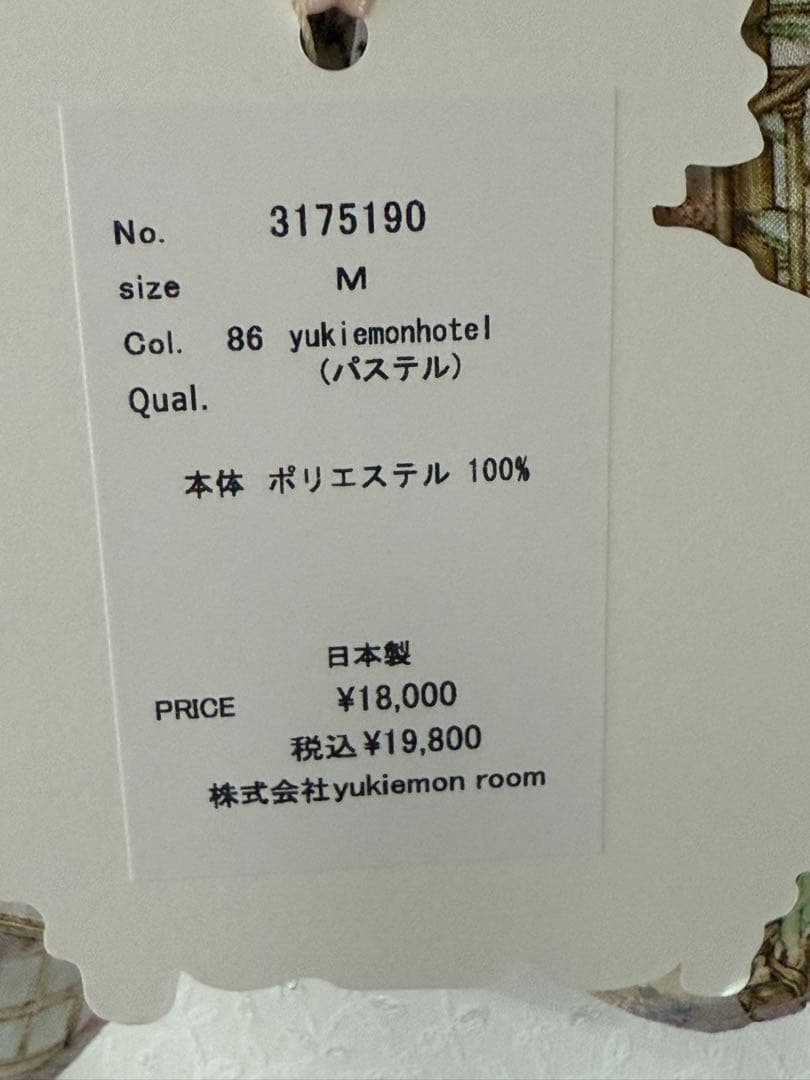 No. 3175190
size M
Col. 86 yukiemonhotel
(パステル)
Qual.
本体 ポリエステル 100%
日本製
PRICE ¥18,000
税込¥19,800
株式会社yukiemon room